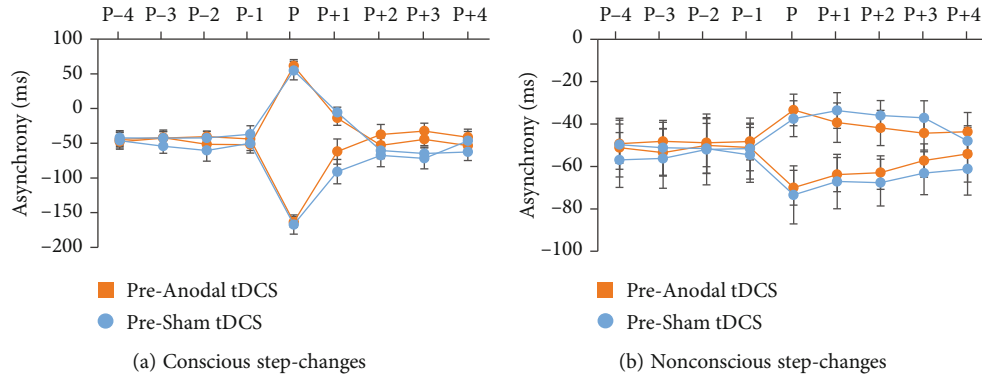 P−4 P−3 P−2 P-1 P P+1 P+2 P+3 P+4
100
50
0
−50
−100
−150
−200
Asynchrony (ms)
Pre-Anodal tDCS
Pre-Sham tDCS
(a) Conscious step-changes
P−4 P−3 P−2 P−1 P P+1 P+2 P+3 P+4
0
−20
−40
−60
−80
−100
Asynchrony (ms)
Pre-Anodal tDCS
Pre-Sham tDCS
(b) Nonconscious step-changes